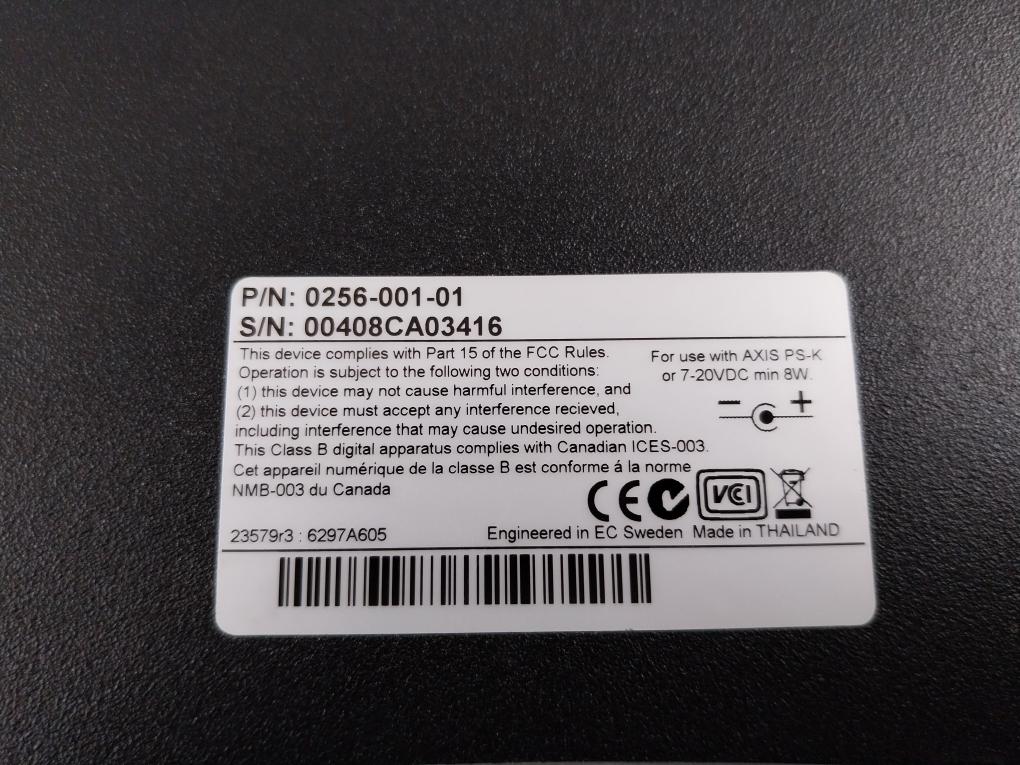 P/N: 0256-001-01
S/N: 00408CA03416
This device complies with Part 15 of the FCC Rules.
Operation is subject to the following two conditions:
(1) this device may not cause harmful interference, and
(2) this device must accept any interference recieved,
including interference that may cause undesired operation.
This Class B digital apparatus complies with Canadian ICES-003.
Cet appareil numérique de la classe B est conforme á la norme
NMB-003 du Canada
For use with AXIS PS-K
or 7-20VDC min 8W.
− +
CE VCI
23579r3 : 6297A605
Engineered in EC Sweden Made in THAILAND